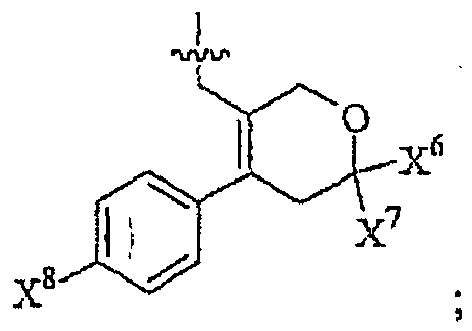 O
X⁶
X⁷
X⁸
;